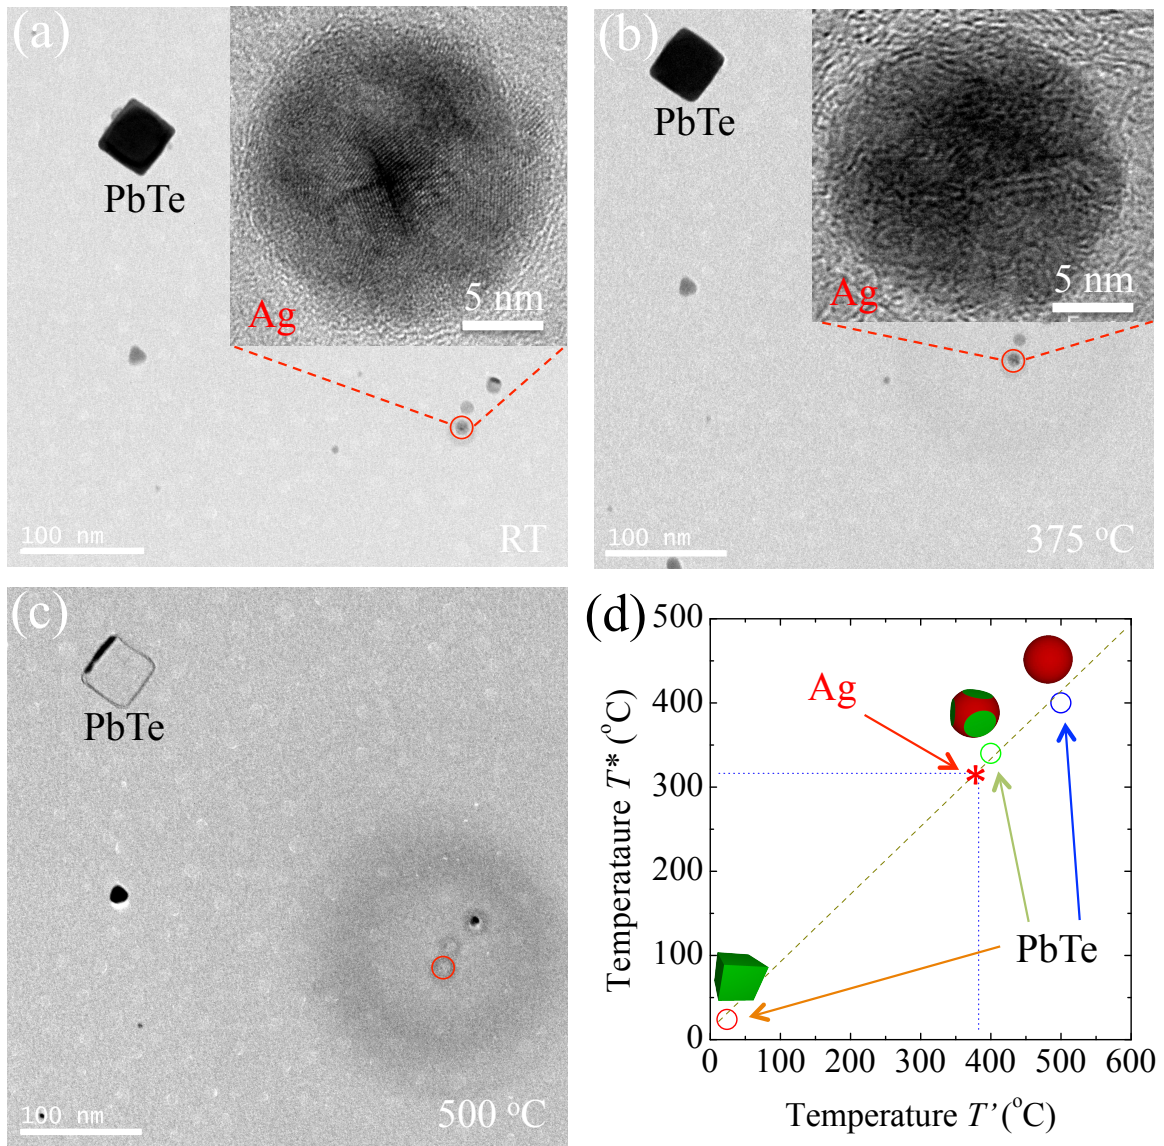 (a)
PbTe
Ag
5 nm
100 nm
RT
(b)
PbTe
Ag
5 nm
100 nm
375 °C
(c)
PbTe
100 nm
500 °C
(d)
Temperataure T* (°C)
500
400
300
200
100
0
Ag
PbTe
0 100 200 300 400 500 600
Temperature T’ (°C)